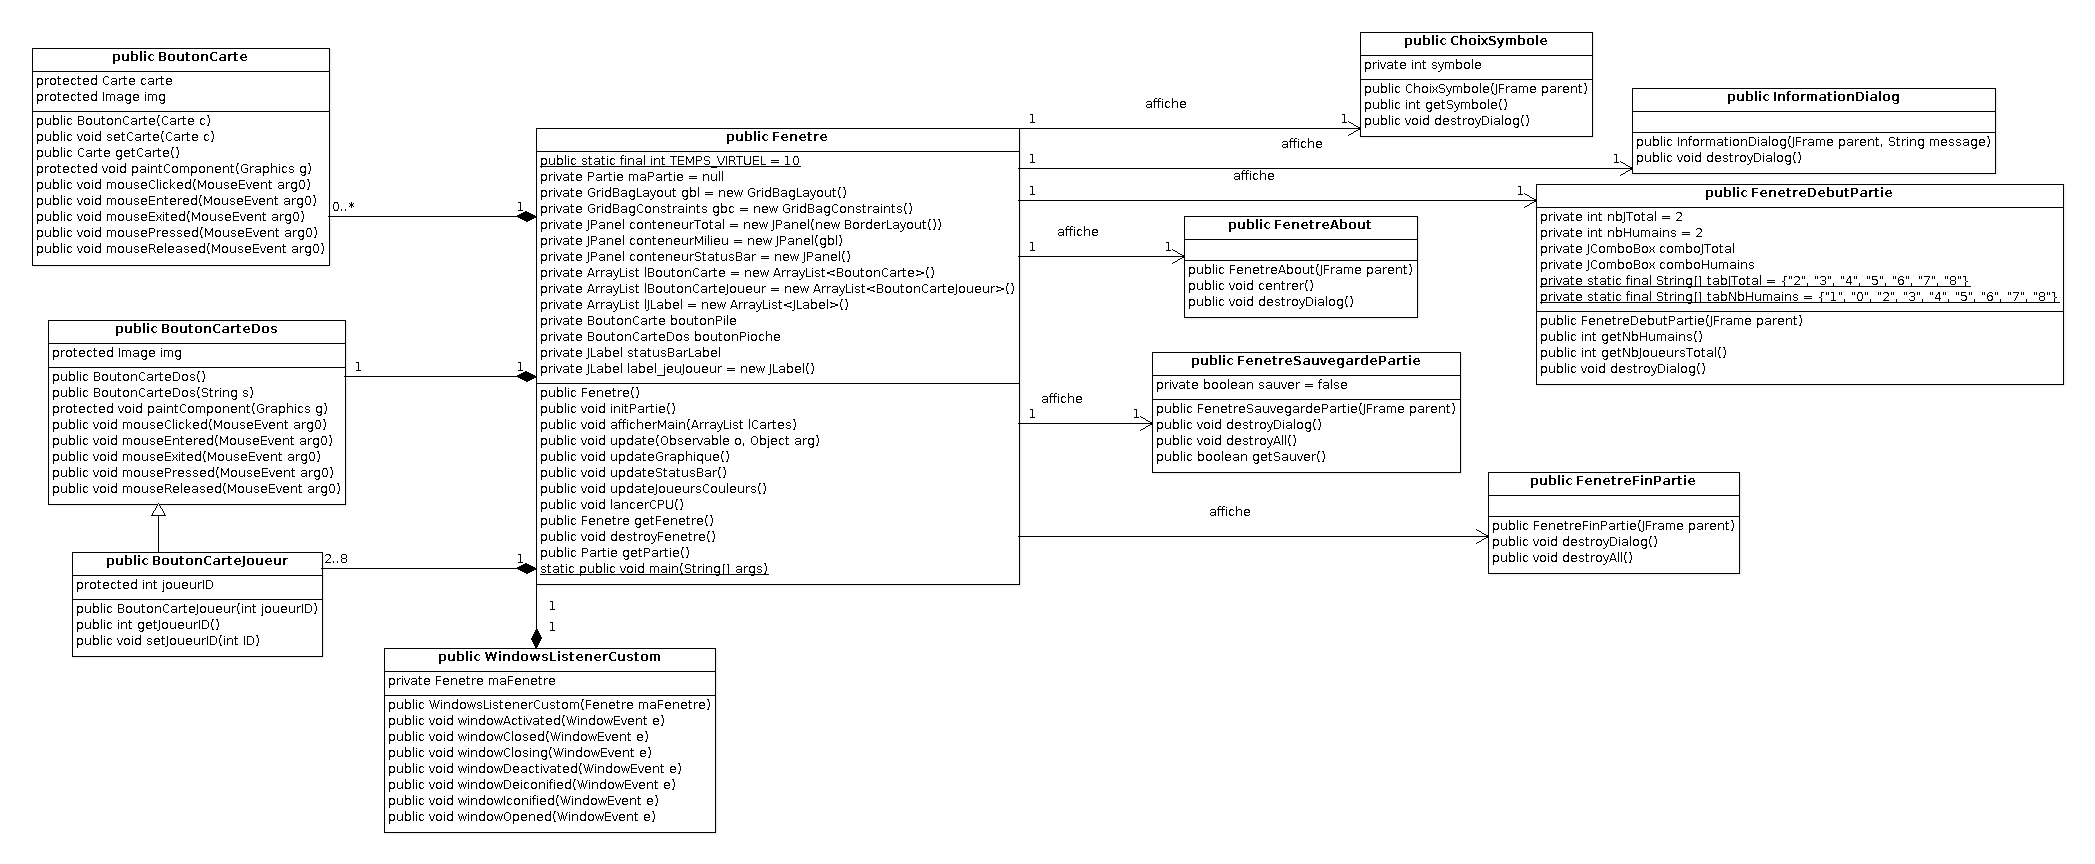 public BoutonCarte
protected Carte carte
protected Image img
public BoutonCarte(Carte c)
public void setCarte(Carte c)
public Carte getCarte()
protected void paintComponent(Graphics g)
public void mouseClicked(MouseEvent arg0)
public void mouseEntered(MouseEvent arg0)
public void mouseExited(MouseEvent arg0)
public void mousePressed(MouseEvent arg0)
public void mouseReleased(MouseEvent arg0)
0..*
1
public BoutonCarteDos
protected Image img
public BoutonCarteDos()
public BoutonCarteDos(String s)
protected void paintComponent(Graphics g)
public void mouseClicked(MouseEvent arg0)
public void mouseEntered(MouseEvent arg0)
public void mouseExited(MouseEvent arg0)
public void mousePressed(MouseEvent arg0)
public void mouseReleased(MouseEvent arg0)
1
1
public BoutonCarteJoueur
protected int joueurID
public BoutonCarteJoueur(int joueurID)
public int getJoueurID()
public void setJoueurID(int ID)
2..8
1
public Fenetre
public static final int TEMPS_VIRTUEL = 10
private Partie maPartie = null
private GridBagLayout gbl = new GridBagLayout()
private GridBagConstraints gbc = new GridBagConstraints()
private JPanel conteneurTotal = new JPanel(new BorderLayout())
private JPanel conteneurMilieu = new JPanel(gbl)
private JPanel conteneurStatusBar = new JPanel()
private ArrayList lBoutonCarte = new ArrayList<BoutonCarte>()
private ArrayList lBoutonCarteJoueur = new ArrayList<BoutonCarteJoueur>()
private ArrayList lJLabel = new ArrayList<JLabel>()
private BoutonCarte boutonPile
private BoutonCarteDos boutonPioche
private JLabel statusBarLabel
private JLabel label_jeuJoueur = new JLabel()
public Fenetre()
public void initPartie()
public void afficherMain(ArrayList lCartes)
public void update(Observable o, Object arg)
public void updateGraphique()
public void updateStatusBar()
public void updateJoueursCouleurs()
public void lancerCPU()
public Fenetre getFenetre()
public void destroyFenetre()
public Partie getPartie()
static public void main(String[] args)
1
1
public WindowsListenerCustom
private Fenetre maFenetre
public WindowsListenerCustom(Fenetre maFenetre)
public void windowActivated(WindowEvent e)
public void windowClosed(WindowEvent e)
public void windowClosing(WindowEvent e)
public void windowDeactivated(WindowEvent e)
public void windowDeiconified(WindowEvent e)
public void windowIconified(WindowEvent e)
public void windowOpened(WindowEvent e)
affiche
1
1
public ChoixSymbole
private int symbole
public ChoixSymbole(JFrame parent)
public int getSymbole()
public void destroyDialog()
affiche
1
1
public InformationDialog
public InformationDialog(JFrame parent, String message)
public void destroyDialog()
affiche
1
1
public FenetreDebutPartie
private int nbJTotal = 2
private int nbHumains = 2
private JComboBox comboJTotal
private JComboBox comboHumains
private static final String[] tabJTotal = {"2", "3", "4", "5", "6", "7", "8"}
private static final String[] tabNbHumains = {"1", "0", "2", "3", "4", "5", "6", "7", "8"}
public FenetreDebutPartie(JFrame parent)
public int getNbHumains()
public int getNbJoueursTotal()
public void destroyDialog()
affiche
1
1
public FenetreAbout
public FenetreAbout(JFrame parent)
public void centrer()
public void destroyDialog()
affiche
1
1
public FenetreSauvegardePartie
private boolean sauver = false
public FenetreSauvegardePartie(JFrame parent)
public void destroyDialog()
public void destroyAll()
public boolean getSauver()
affiche
public FenetreFinPartie
public FenetreFinPartie(JFrame parent)
public void destroyDialog()
public void destroyAll()